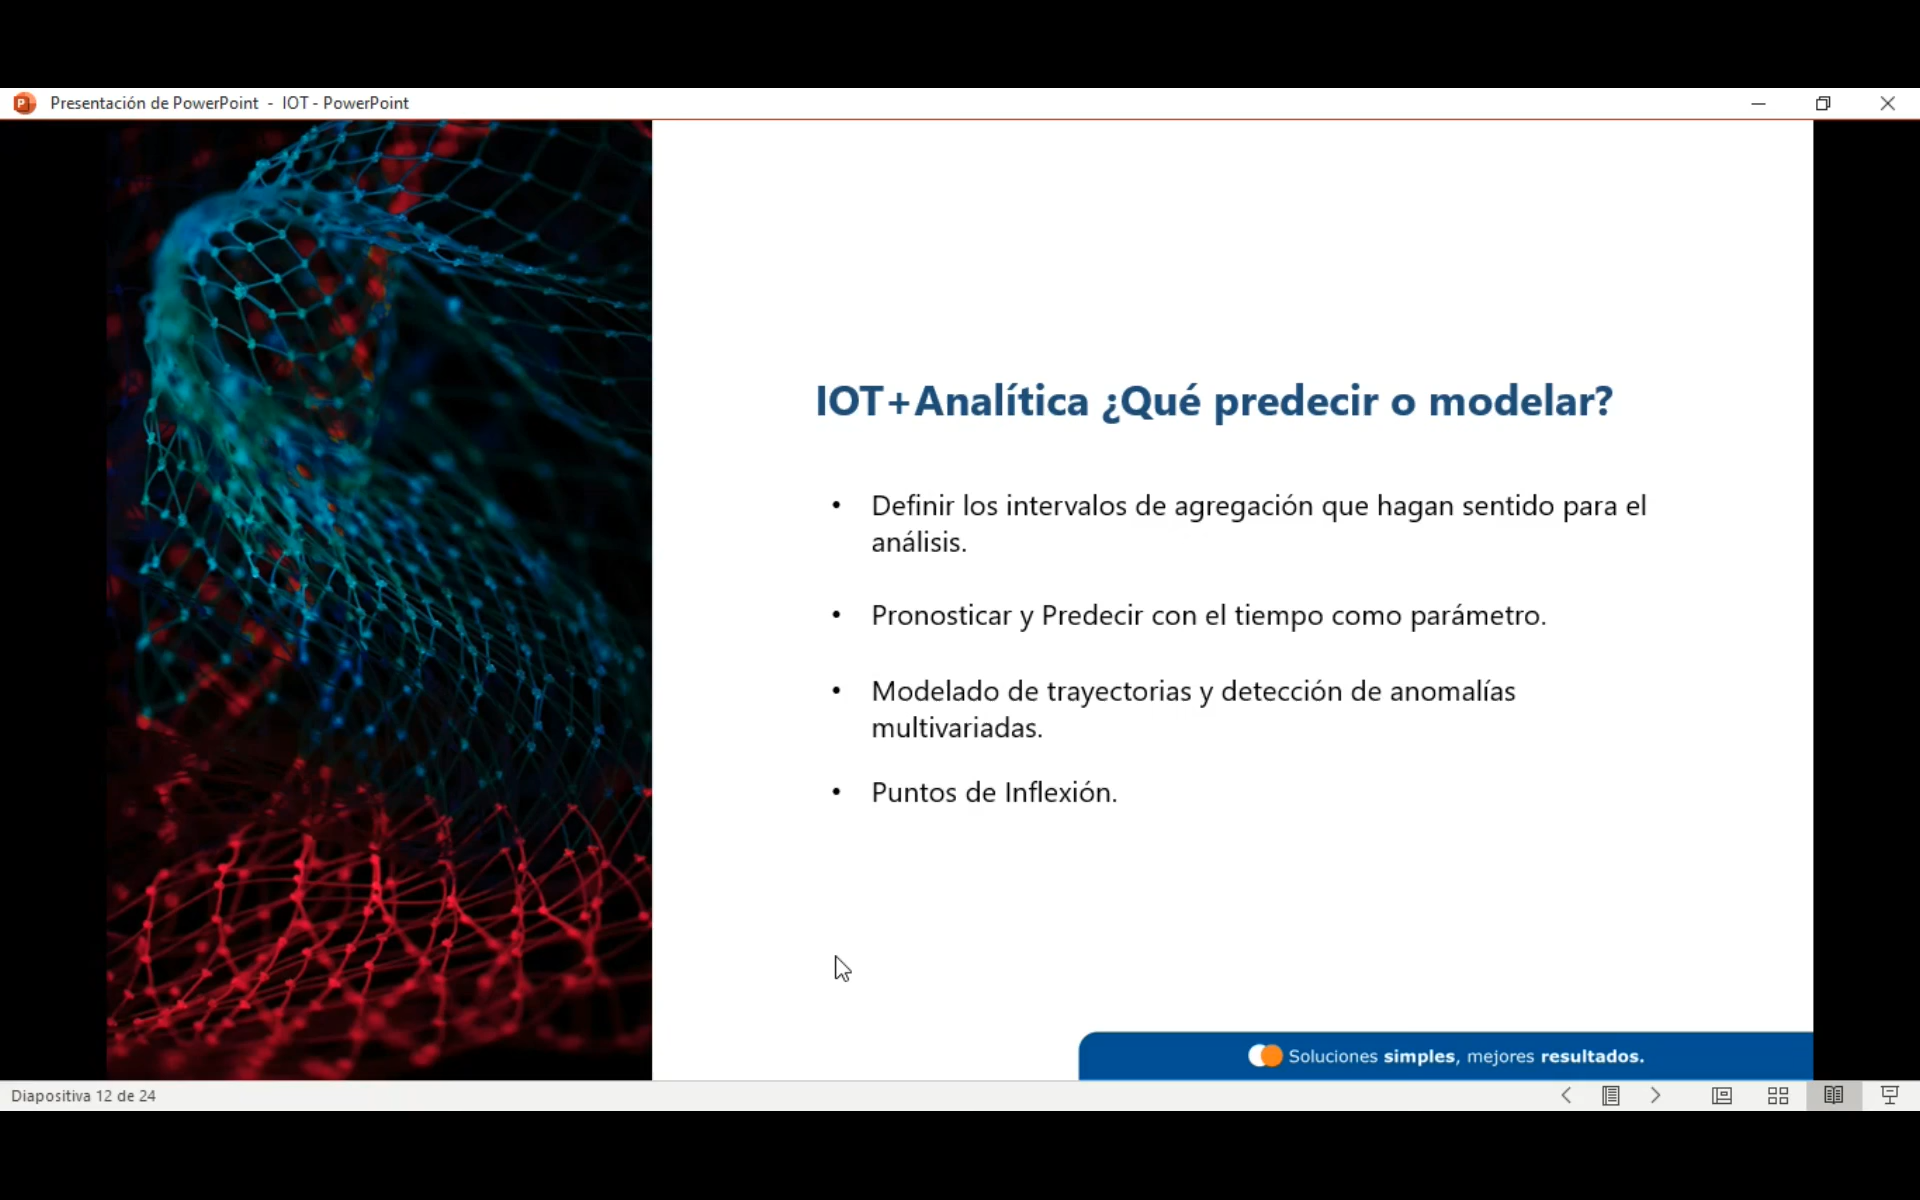 Presentación de PowerPoint - IOT - PowerPoint
IOT+Analítica ¿Qué predecir o modelar?
• Definir los intervalos de agregación que hagan sentido para el
análisis.
• Pronosticar y Predecir con el tiempo como parámetro.
• Modelado de trayectorias y detección de anomalías
multivariadas.
• Puntos de Inflexión.
Soluciones simples, mejores resultados.
Diapositiva 12 de 24